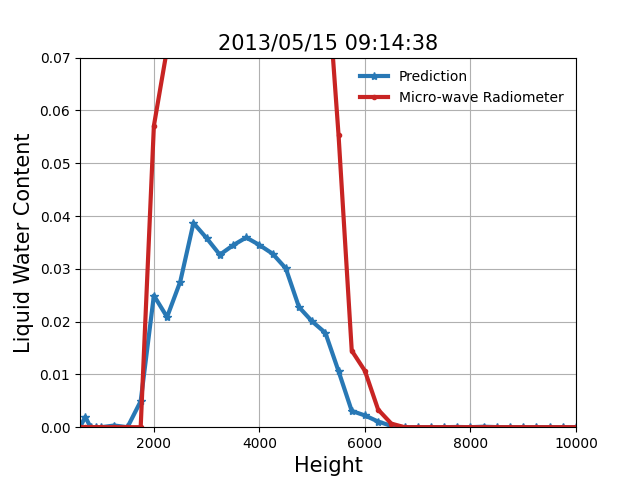 2013/05/15 09:14:38
0.07
0.06
0.05
0.04
0.03
0.02
0.01
0.00
Liquid Water Content
Prediction
Micro-wave Radiometer
2000 4000 6000 8000 10000
Height